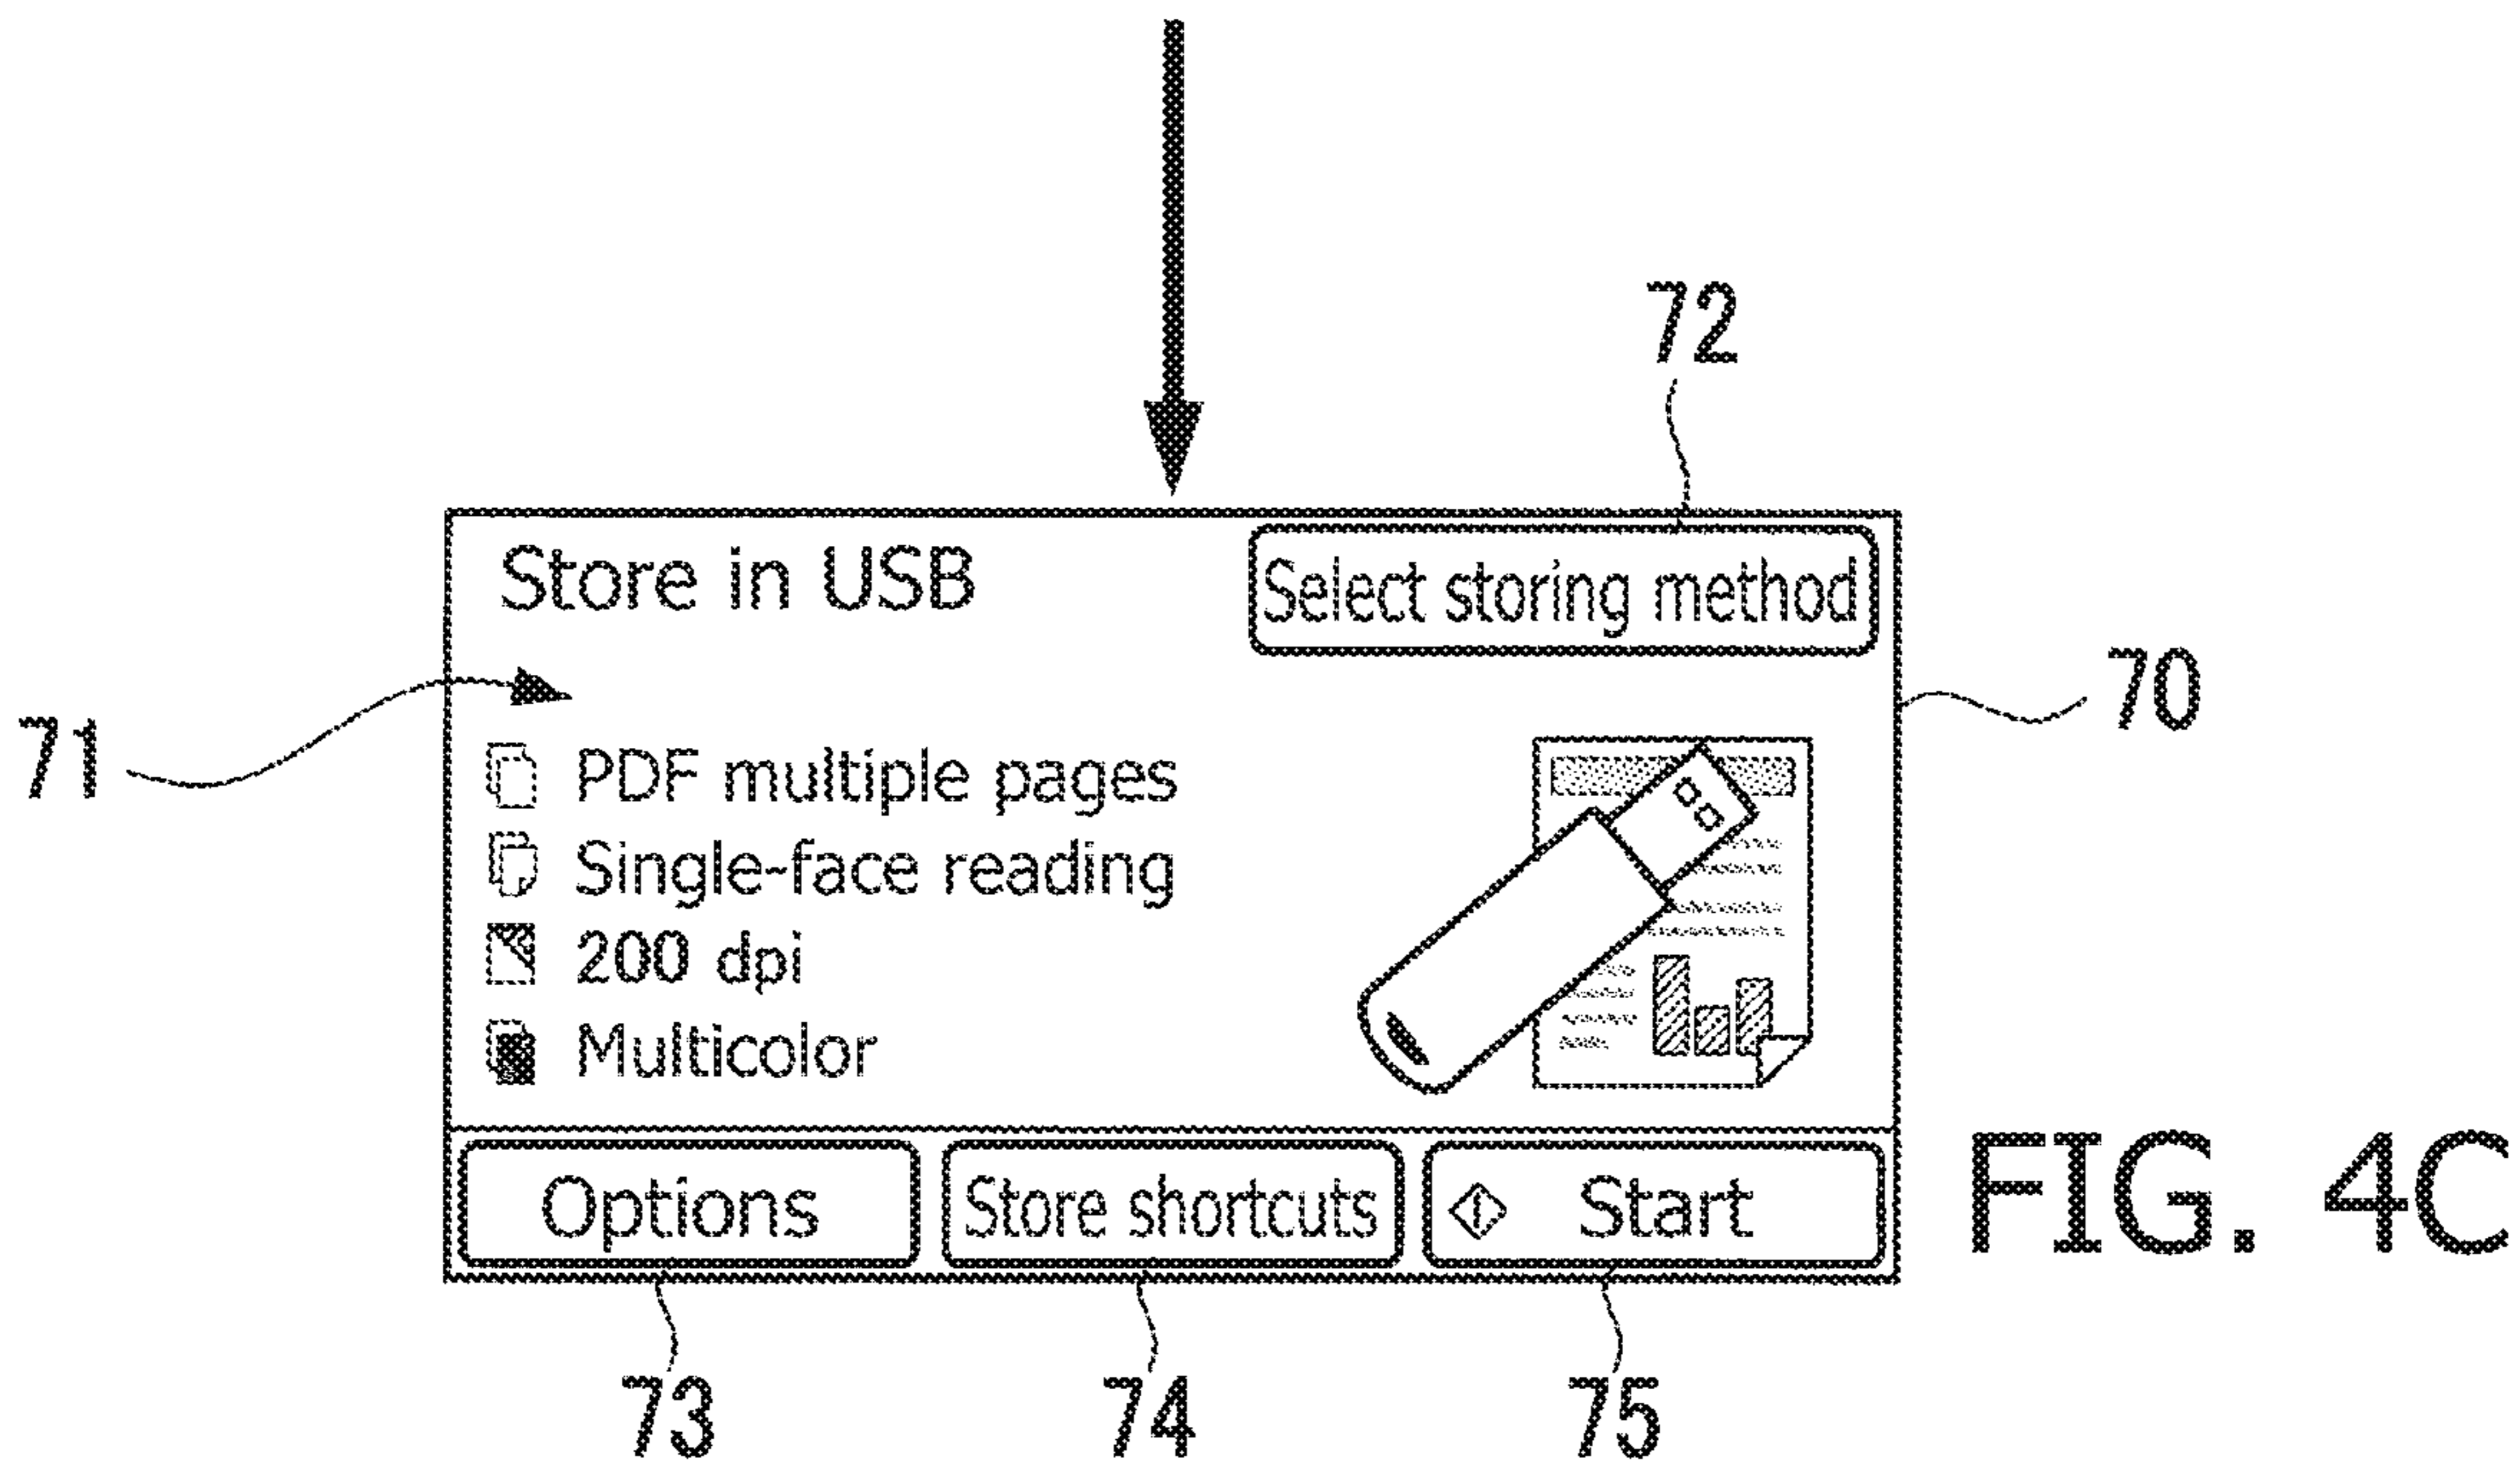 72
Store in USB
Select storing method
70
71
PDF multiple pages
Single-face reading
200 dpi
Multicolor
FIG. 4C
Options
Store shortcuts
Start
73
74
75